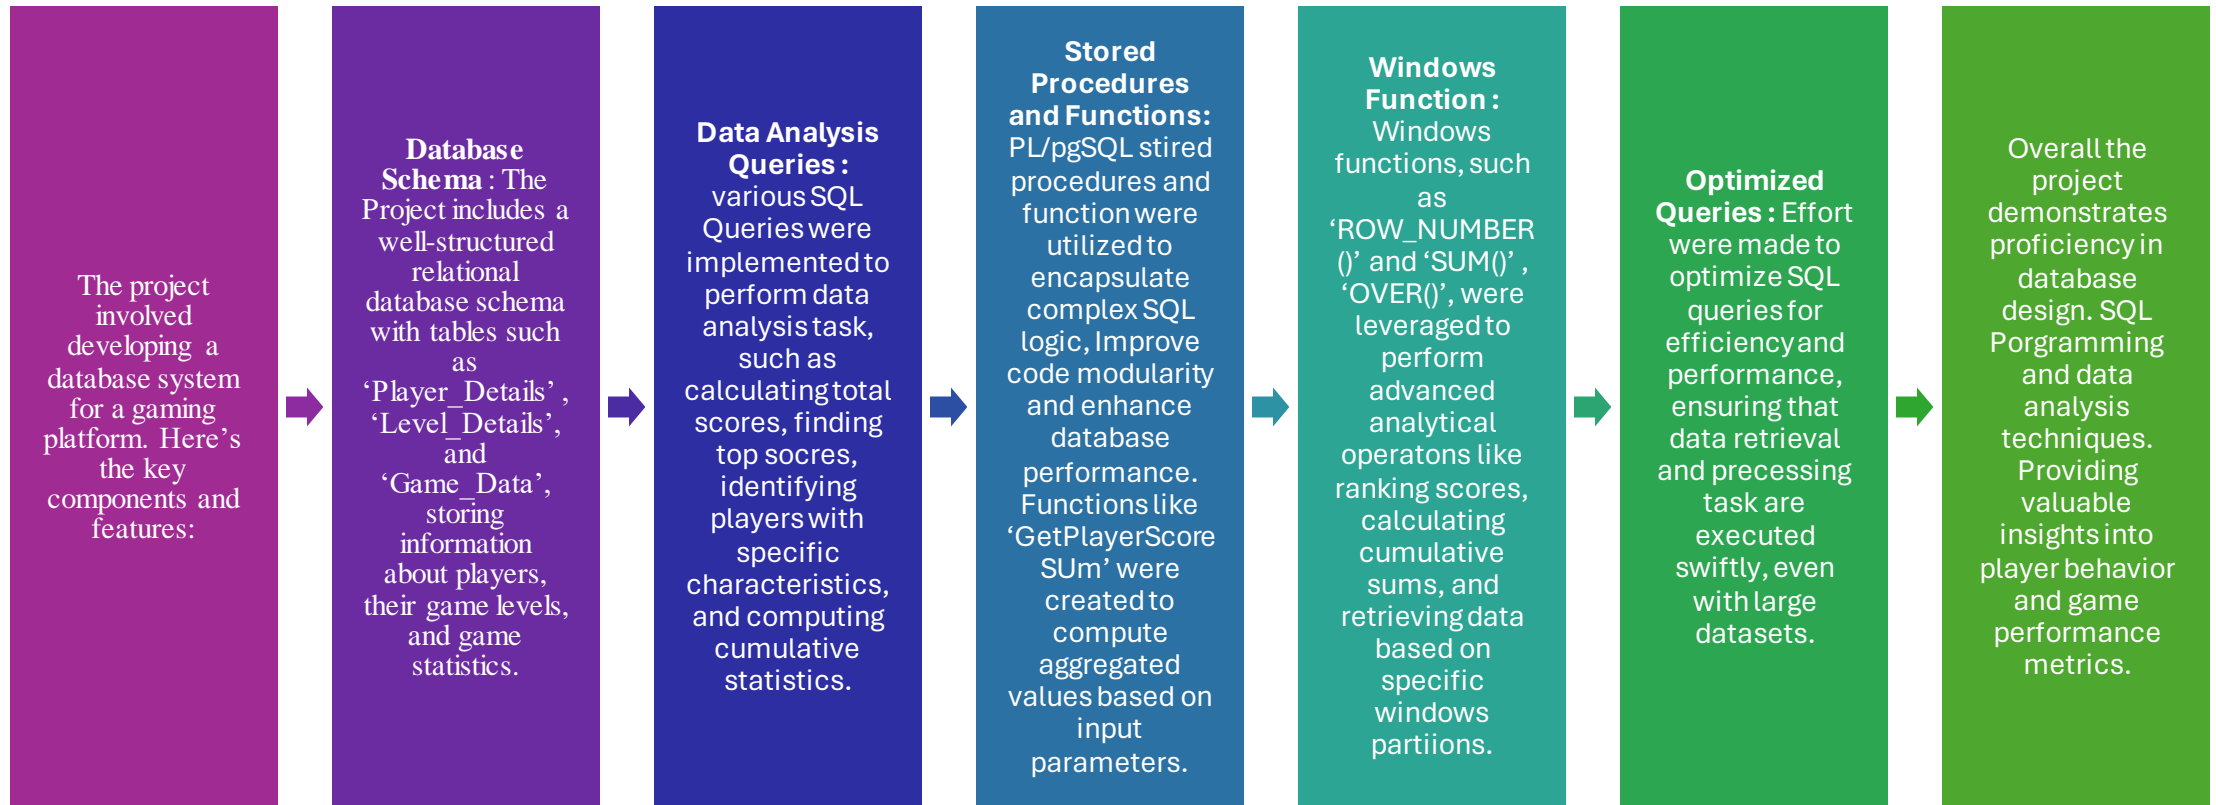 The project
involved
developing a
database system
for a gaming
platform. Here’s
the key
components and
features:
Database
Schema : The
Project includes a
well-structured
relational
database schema
with tables such
as
‘Player_Details’ ,
‘Level_Details’,
and
‘Game_Data’,
storing
information
about players,
their game levels,
and game
statistics.
Data Analysis
Queries :
various SQL
Queries were
implemented to
perform data
analysis task,
such as
calculating total
scores, finding
top socres,
identifying
players with
specific
characteristics,
and computing
cumulative
statistics.
Stored
Procedures
and Functions:
PL/pgSQL stired
procedures and
function were
utilized to
encapsulate
complex SQL
logic, Improve
code modularity
and enhance
database
performance.
Functions like
‘GetPlayerScore
SUm’ were
created to
compute
aggregated
values based on
input
parameters.
Windows
Function :
Windows
functions, such
as
‘ROW_NUMBER
()’ and ‘SUM()’ ,
‘OVER()’, were
leveraged to
perform
advanced
analytical
operatons like
ranking scores,
calculating
cumulative
sums, and
retrieving data
based on
specific
windows
partiions.
Optimized
Queries : Effort
were made to
optimize SQL
queries for
efficiency and
performance,
ensuring that
data retrieval
and precessing
task are
executed
swiftly, even
with large
datasets.
Overall the
project
demonstrates
proficiency in
database
design. SQL
Porgramming
and data
analysis
techniques.
Providing
valuable
insights into
player behavior
and game
performance
metrics.